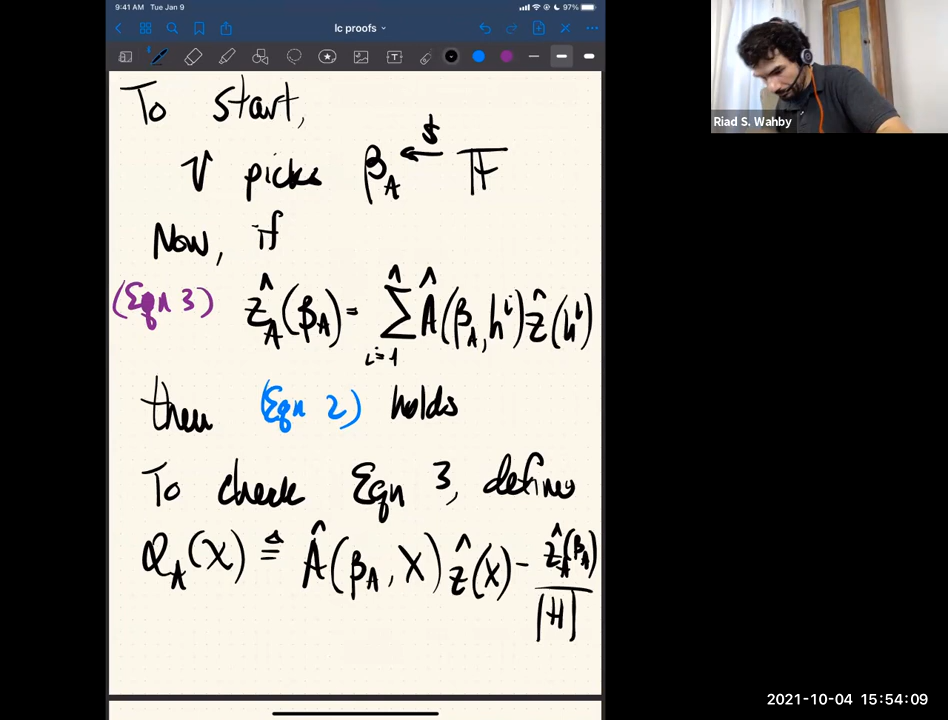 9:41 AM Tue Jan 9
97%
lc proofs
Riad S. Wahby
To start,
V picks β_A ←$ 𝔽
Now, if
(Eqn 3) ẑ_A(β_A) = Σ_{i=1}^{n} Â(β_A, h^i) ẑ(h^i)
then (Eqn 2) holds
To check Eqn 3, define
Q_A(X) ≜ Â(β_A, X) ẑ(X) - ẑ_A(β_A) / |H|
2021-10-04 15:54:09